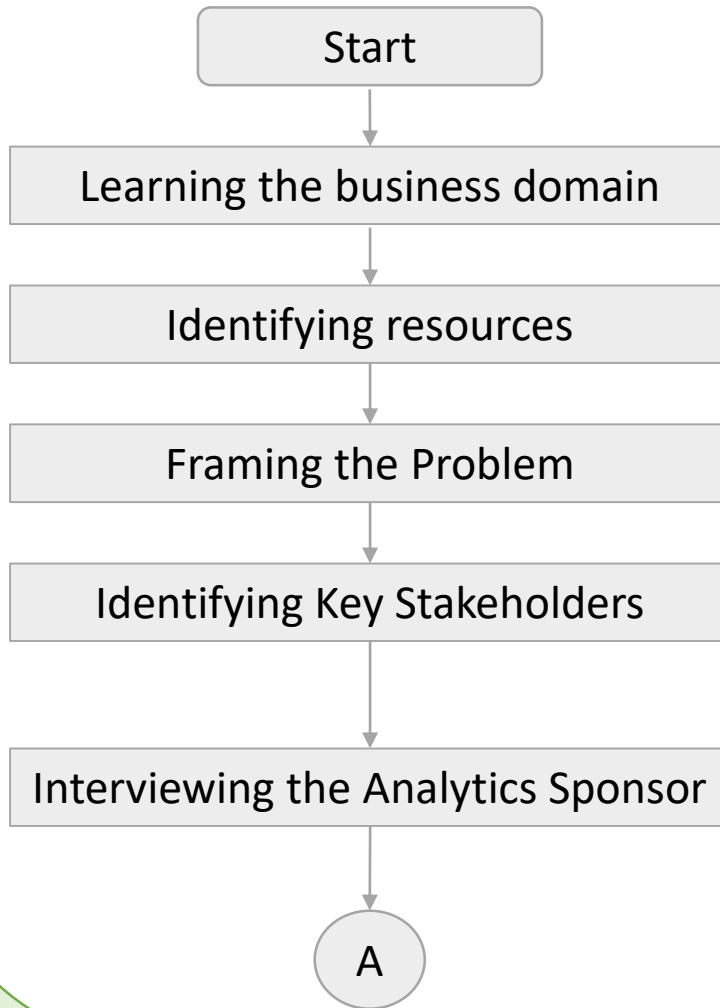 Start
Learning the business domain
Identifying resources
Framing the Problem
Identifying Key Stakeholders
Interviewing the Analytics Sponsor
A